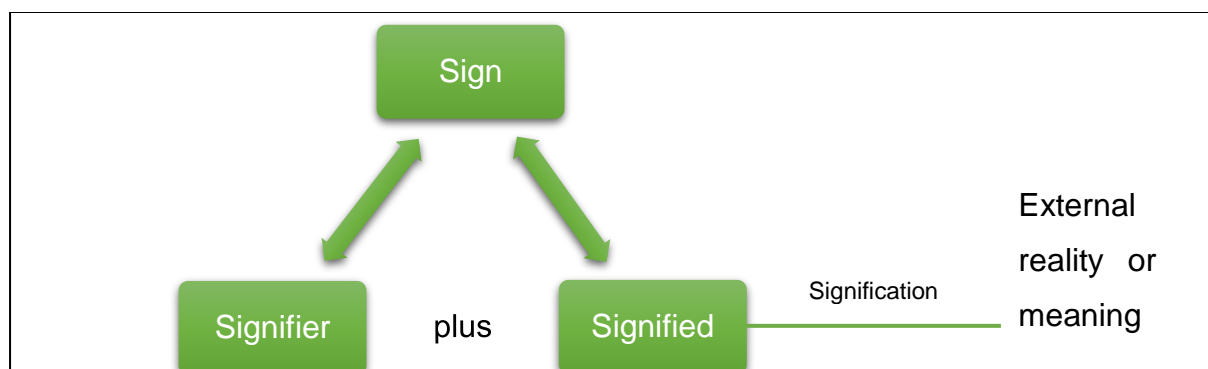 Sign
External
reality or
meaning
Signification
Signifier plus Signified